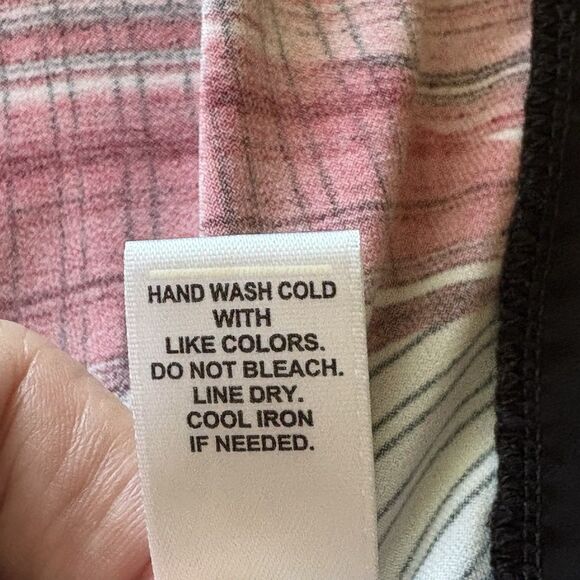 HAND WASH COLD
WITH
LIKE COLORS.
DO NOT BLEACH.
LINE DRY.
COOL IRON
IF NEEDED.